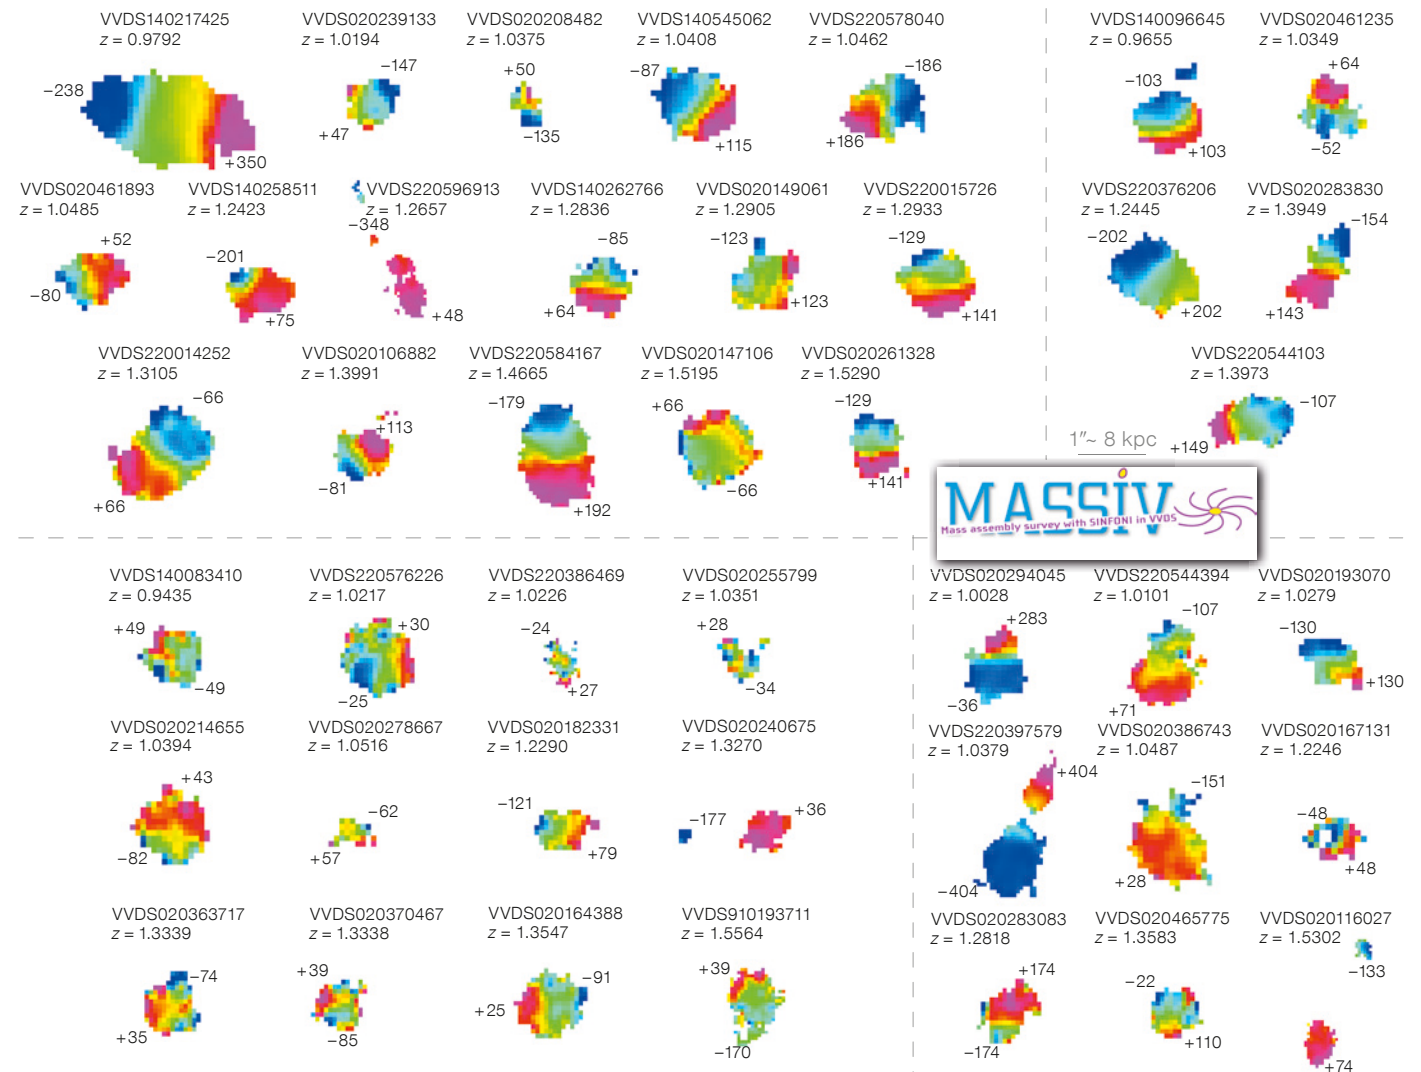 VVDS140217425
z = 0.9792
−238
+350
VVDS020239133
z = 1.0194
−147
+47
VVDS020208482
z = 1.0375
+50
−135
VVDS140545062
z = 1.0408
−87
+115
VVDS220578040
z = 1.0462
−186
+186
VVDS140096645
z = 0.9655
−103
+103
VVDS020461235
z = 1.0349
+64
−52
VVDS020461893
z = 1.0485
+52
−80
VVDS140258511
z = 1.2423
−201
+75
VVDS220596913
z = 1.2657
−348
+48
VVDS140262766
z = 1.2836
−85
+64
VVDS020149061
z = 1.2905
−123
+123
VVDS220015726
z = 1.2933
−129
+141
VVDS220376206
z = 1.2445
−202
+202
VVDS020283830
z = 1.3949
−154
+143
VVDS220014252
z = 1.3105
−66
+66
VVDS020106882
z = 1.3991
+113
−81
VVDS220584167
z = 1.4665
−179
+192
VVDS020147106
z = 1.5195
+66
−66
VVDS020261328
z = 1.5290
−129
+141
VVDS220544103
z = 1.3973
−107
+149
1″~ 8 kpc
MASSIV
Mass assembly survey with SINFONI in VVDS
VVDS140083410
z = 0.9435
+49
−49
VVDS220576226
z = 1.0217
+30
−25
VVDS220386469
z = 1.0226
−24
+27
VVDS020255799
z = 1.0351
+28
−34
VVDS020294045
z = 1.0028
+283
−36
VVDS220544394
z = 1.0101
−107
+71
VVDS020193070
z = 1.0279
−130
+130
VVDS020214655
z = 1.0394
+43
−82
VVDS020278667
z = 1.0516
−62
+57
VVDS020182331
z = 1.2290
−121
+79
VVDS020240675
z = 1.3270
−177
+36
VVDS220397579
z = 1.0379
+404
−404
VVDS020386743
z = 1.0487
−151
+28
VVDS020167131
z = 1.2246
−48
+48
VVDS020363717
z = 1.3339
−74
+35
VVDS020370467
z = 1.3338
+39
−85
VVDS020164388
z = 1.3547
−91
+25
VVDS910193711
z = 1.5564
+39
−170
VVDS020283083
z = 1.2818
+174
−174
VVDS020465775
z = 1.3583
−22
+110
VVDS020116027
z = 1.5302
−133
+74